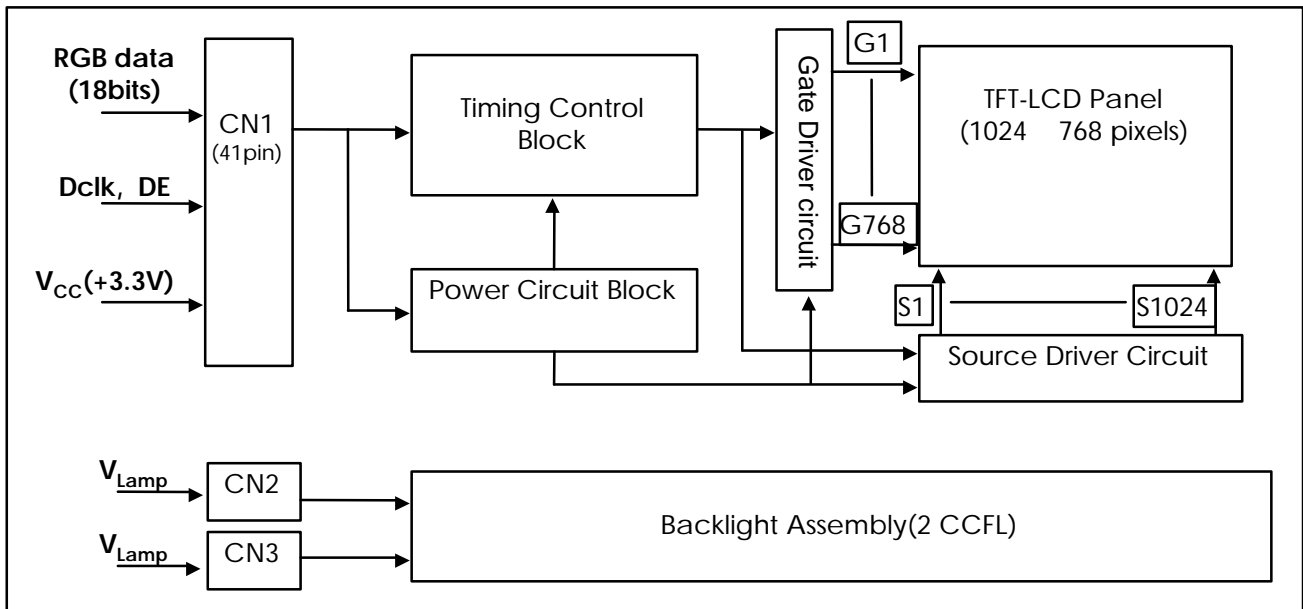 RGB data
(18bits)
Dclk, DE
VCC(+3.3V)
CN1
(41pin)
Timing Control
Block
Power Circuit Block
Gate Driver circuit
G1
G768
TFT-LCD Panel
(1024 768 pixels)
S1
S1024
Source Driver Circuit
VLamp
CN2
VLamp
CN3
Backlight Assembly(2 CCFL)